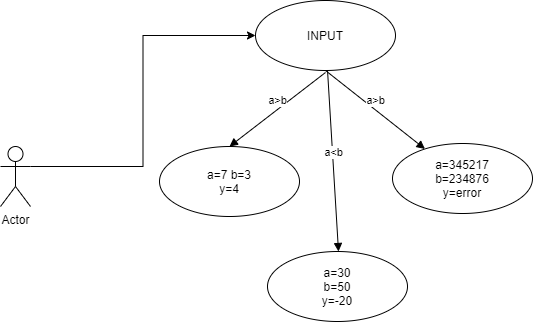 INPUT
a>b
a>b
a<b
a=7 b=3
y=4
a=345217
b=234876
y=error
Actor
a=30
b=50
y=-20